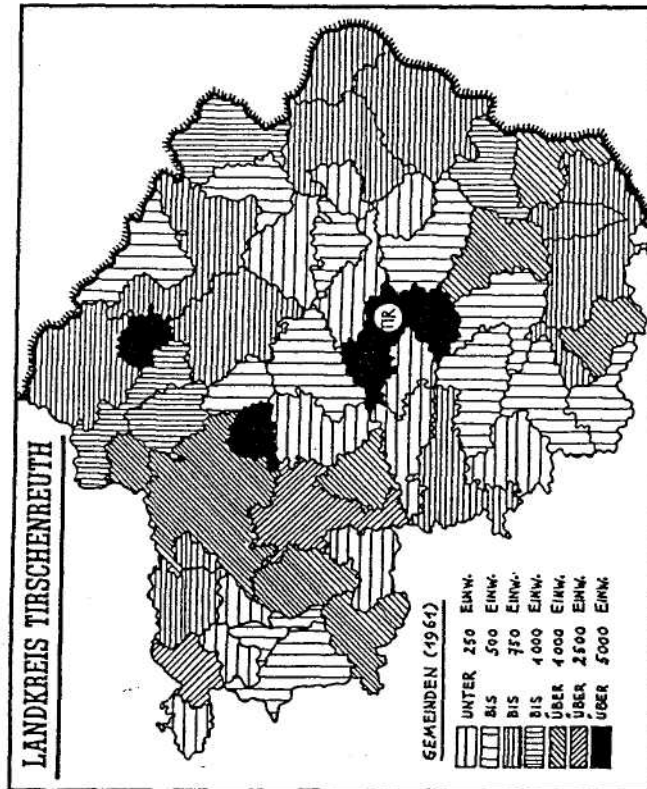 LANDKREIS TIRSCHENREUTH
TIR
GEMEINDEN (1961)
UNTER 250 EINW.
BIS 500 EINW.
BIS 750 EINW.
BIS 1000 EINW.
ÜBER 1000 EINW.
ÜBER 2500 EINW.
ÜBER 5000 EINW.